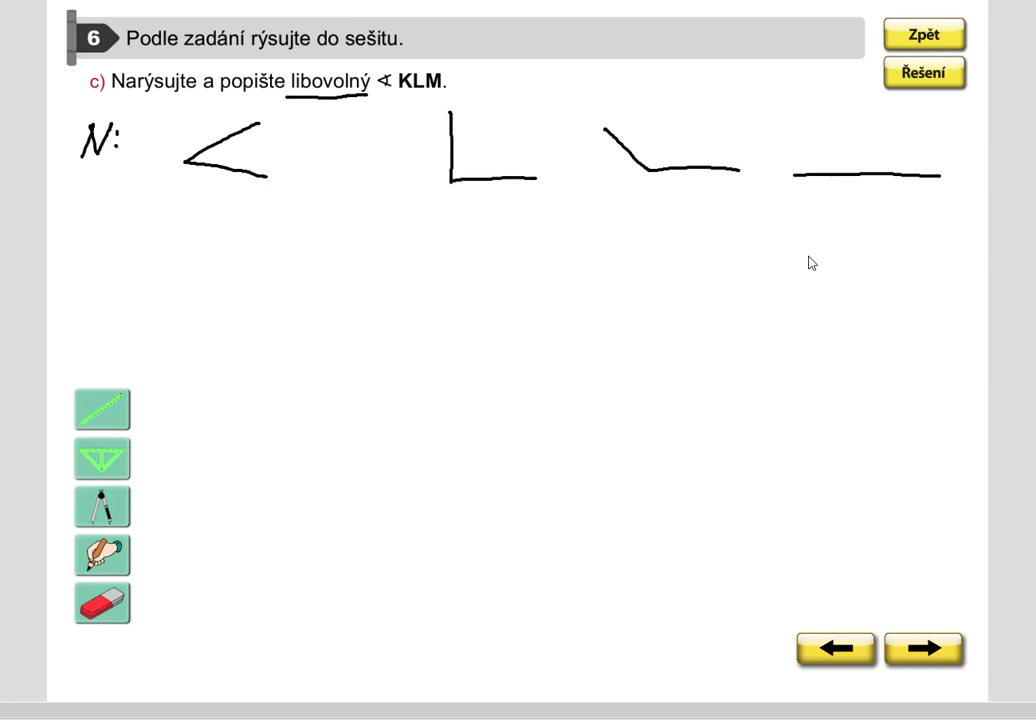 6 Podle zadání rýsujte do sešitu.
Zpět
Řešení
c) Narýsujte a popište libovolný ∢ KLM.
N: